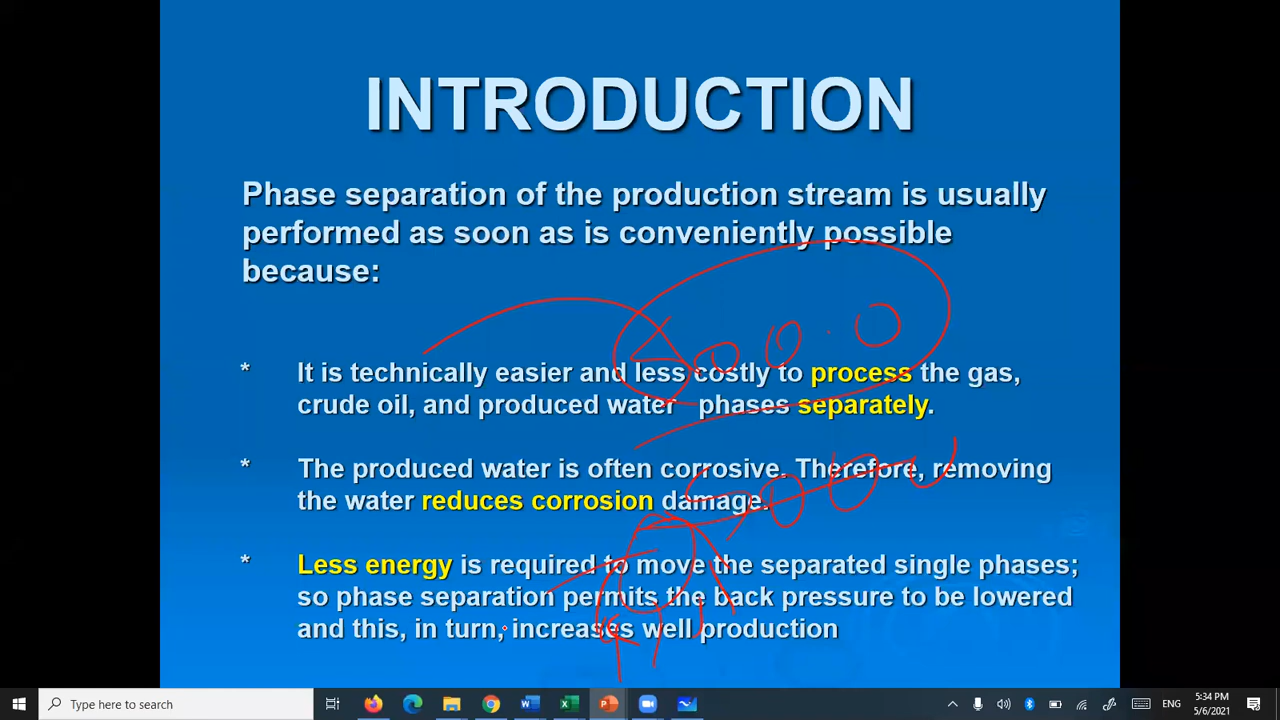 INTRODUCTION
Phase separation of the production stream is usually
performed as soon as is conveniently possible
because:
* It is technically easier and less costly to process the gas,
crude oil, and produced water phases separately.
* The produced water is often corrosive. Therefore, removing
the water reduces corrosion damage.
* Less energy is required to move the separated single phases;
so phase separation permits the back pressure to be lowered
and this, in turn, increases well production
Type here to search
ENG
5:34 PM
5/6/2021